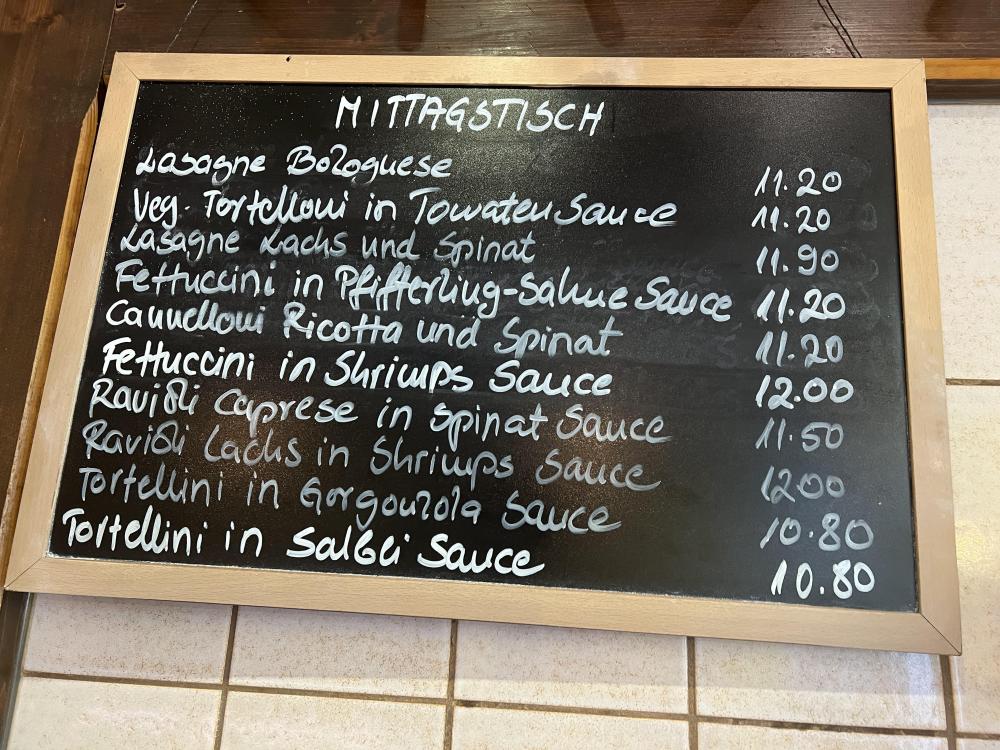 MITTAGSTISCH
Lasagne Bolognese 11.20
Veg. Tortelloni in Tomaten Sauce 11.20
Lasagne Lachs und Spinat 11.90
Fettuccini in Pfifferling-Sahne Sauce 11.20
Cannelloni Ricotta und Spinat 11.20
Fettuccini in Shrimps Sauce 12.00
Ravioli Caprese in Spinat Sauce 11.50
Ravioli Lachs in Shrimps Sauce 1200
Tortellini in Gorgonzola Sauce 10.80
Tortellini in Salbei Sauce 10.80